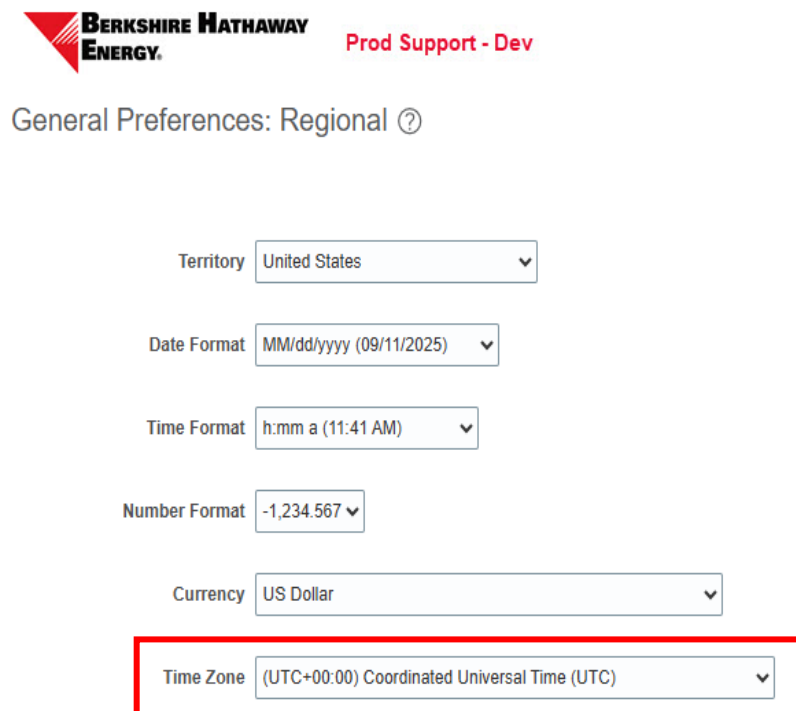 BERKSHIRE HATHAWAY
ENERGY.
Prod Support - Dev
General Preferences: Regional ?
Territory United States
Date Format MM/dd/yyyy (09/11/2025)
Time Format h:mm a (11:41 AM)
Number Format -1,234.567
Currency US Dollar
Time Zone (UTC+00:00) Coordinated Universal Time (UTC)